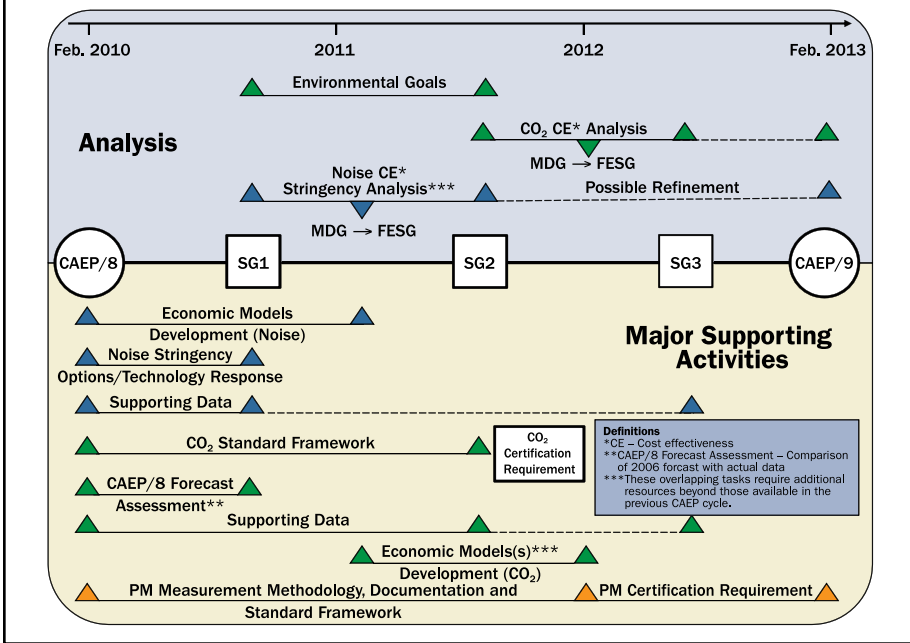 Feb. 2010 2011 2012 Feb. 2013
Environmental Goals
Analysis
CO₂ CE* Analysis
MDG → FESG
Noise CE*
Stringency Analysis***
Possible Refinement
MDG → FESG
CAEP/8 SG1 SG2 SG3 CAEP/9
Economic Models
Development (Noise)
Major Supporting
Activities
Noise Stringency
Options/Technology Response
Supporting Data
CO₂ Standard Framework
CO₂
Certification
Requirement
Definitions
*CE – Cost effectiveness
**CAEP/8 Forecast Assessment – Comparison
of 2006 forcast with actual data
***These overlapping tasks require additional
resources beyond those available in the
previous CAEP cycle.
CAEP/8 Forecast
Assessment**
Supporting Data
Economic Models(s)***
Development (CO₂)
PM Measurement Methodology, Documentation and
Standard Framework
PM Certification Requirement